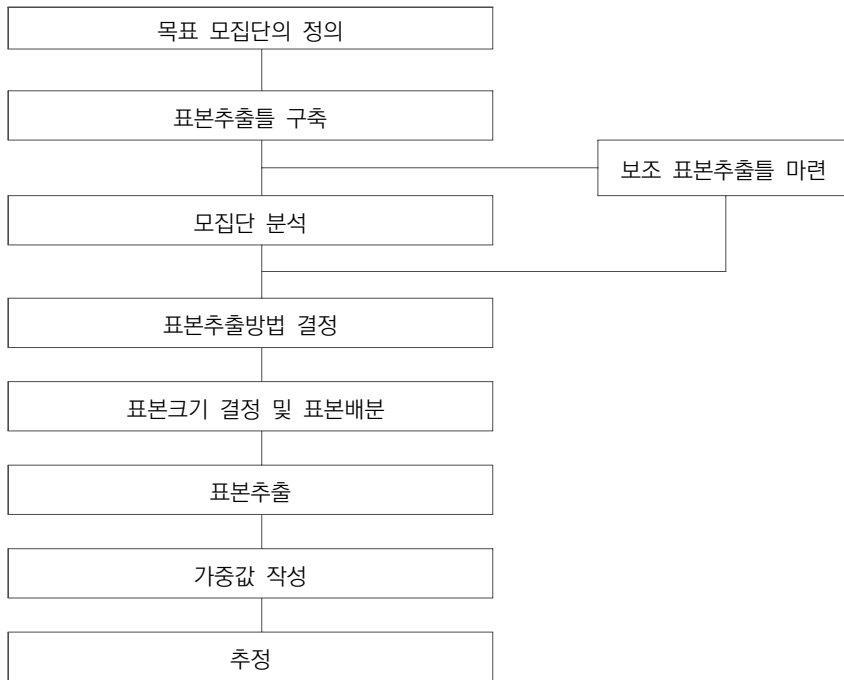 목표 모집단의 정의
표본추출틀 구축
보조 표본추출틀 마련
모집단 분석
표본추출방법 결정
표본크기 결정 및 표본배분
표본추출
가중값 작성
추정